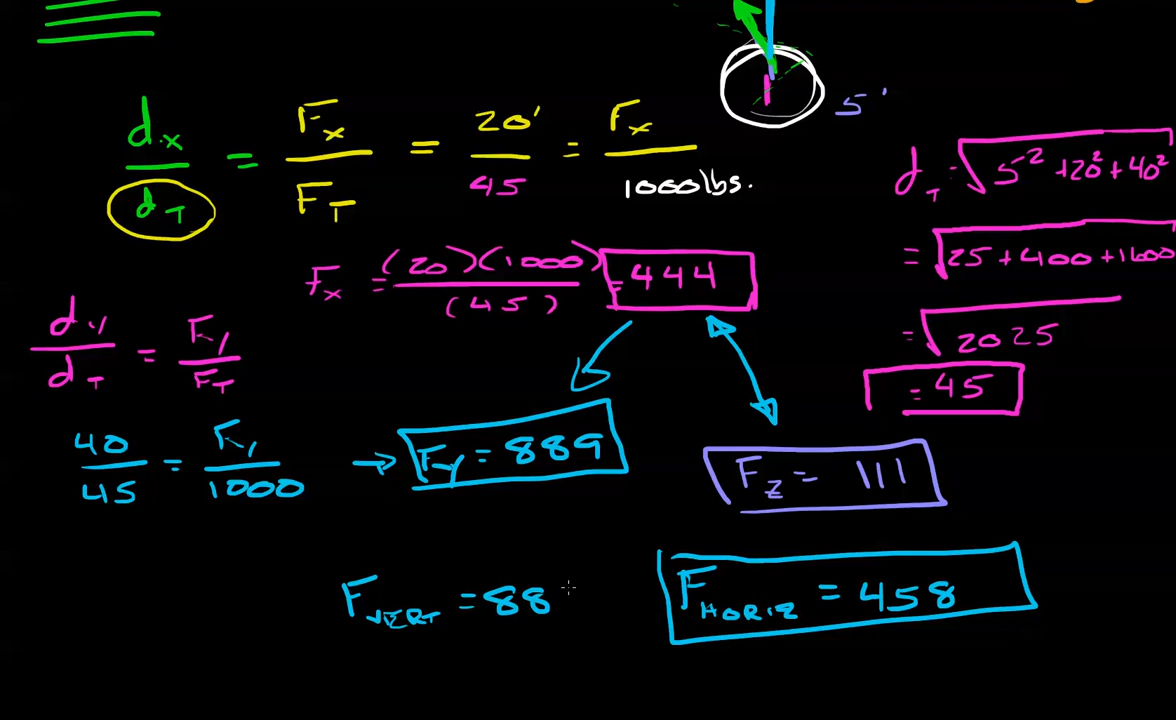 5'
dx/dT = Fx/FT = 20'/45 = Fx/1000lbs.
dT = √5² + 20² + 40²
= √25 + 400 + 1600
= √2025
= 45
Fx = (20)(1000)/(45) = 444
dy/dT = Fy/FT
40/45 = Fy/1000 → Fy = 889
Fz = 111
FVERT = 88
FHORIZ = 458